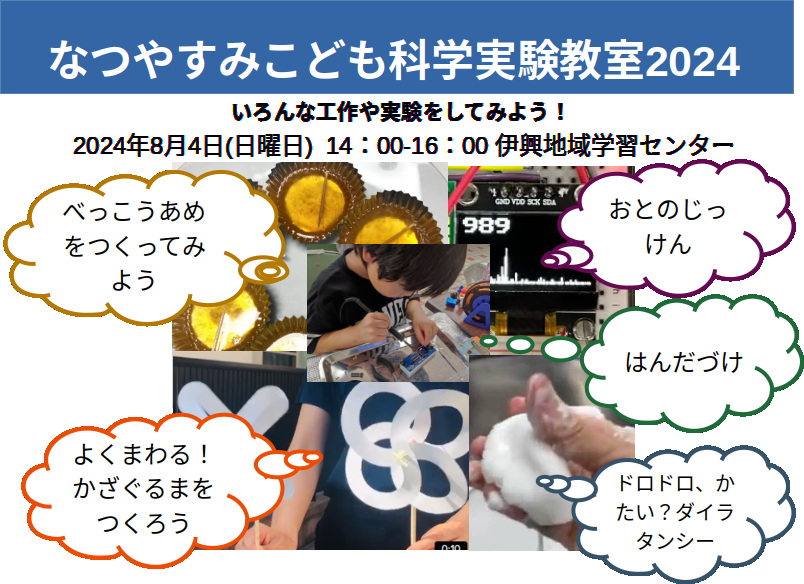 なつやすみこども科学実験教室2024
いろんな工作や実験をしてみよう！
2024年8月4日(日曜日) 14：00-16：00 伊興地域学習センター
べっこうあめ
をつくってみ
よう
GND VDD SCK SDA
989
おとのじっ
けん
はんだづけ
よくまわる！
かざぐるまを
つくろう
0:10
ドロドロ、か
たい？ダイラ
タンシー